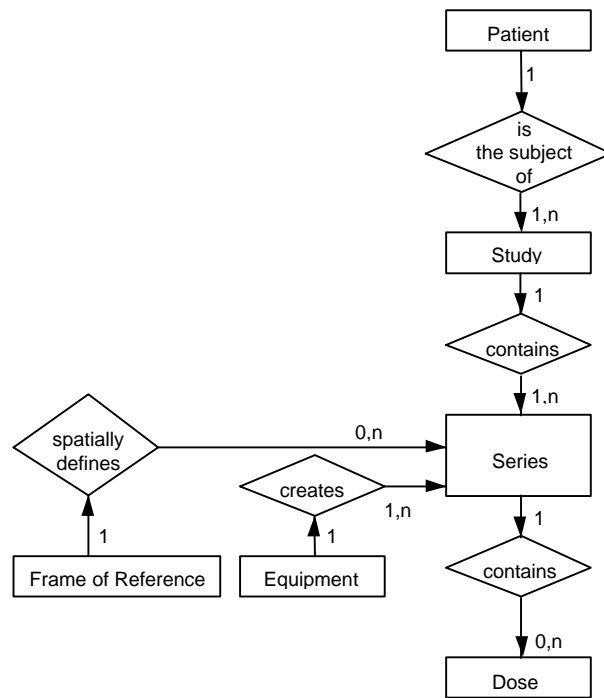 Patient
1
is
the subject
of
1,n
Study
1
contains
1,n
spatially
defines
0,n
Series
creates
1,n
1
1
1
Frame of Reference
Equipment
contains
0,n
Dose